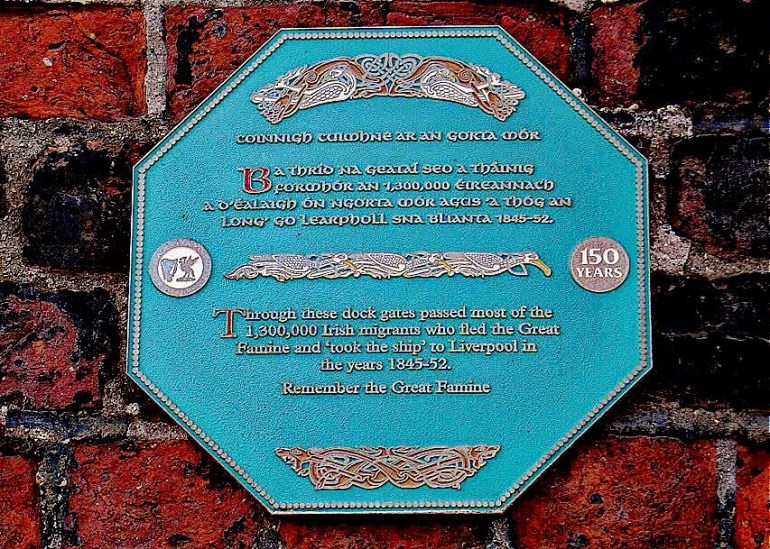 COINNIGH CUIMHNE AR AN GORTA MÓR
BA THRÍD NA GEATAÍ SEO A THÁINIG
FORMHÓR AN 1,300,000 ÉIREANNACH
A D'ÉALAIGH ÓN NGORTA MÓR AGUS 'A THÓG AN
LONG' GO LEARPHOLL SNA BLIANTA 1845-52.
150
YEARS
Through these dock gates passed most of the
1,300,000 Irish migrants who fled the Great
Famine and 'took the ship' to Liverpool in
the years 1845-52.
Remember the Great Famine